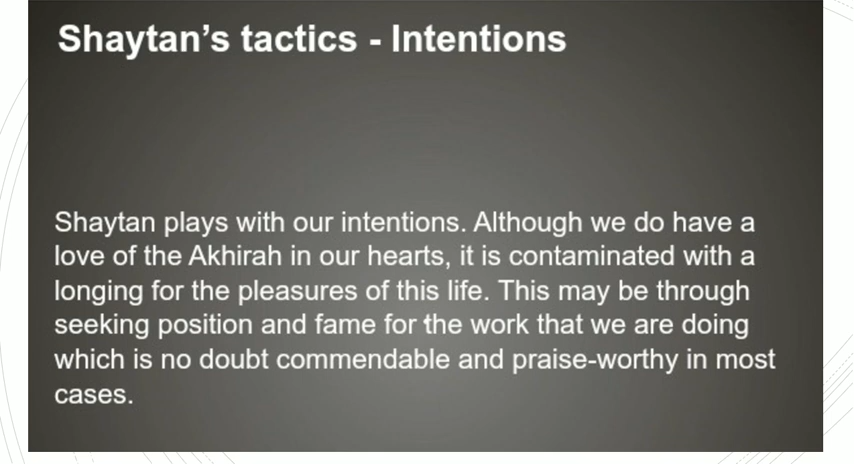 Shaytan’s tactics - Intentions
Shaytan plays with our intentions. Although we do have a
love of the Akhirah in our hearts, it is contaminated with a
longing for the pleasures of this life. This may be through
seeking position and fame for the work that we are doing
which is no doubt commendable and praise-worthy in most
cases.